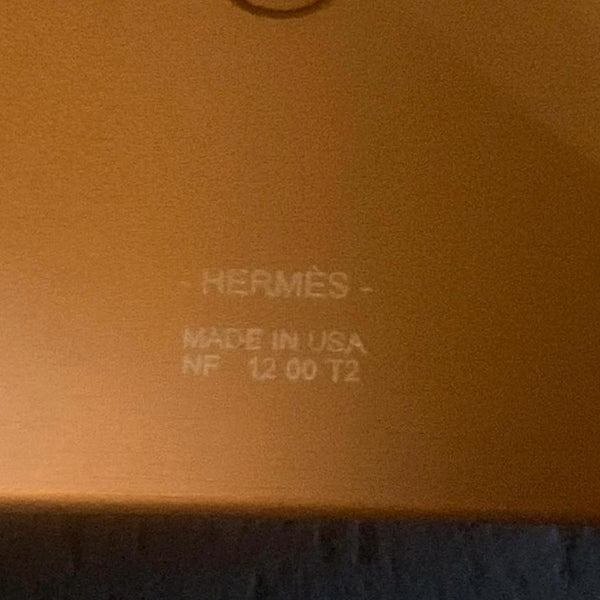 - HERMÈS -
MADE IN USA
NF 12 00 T2